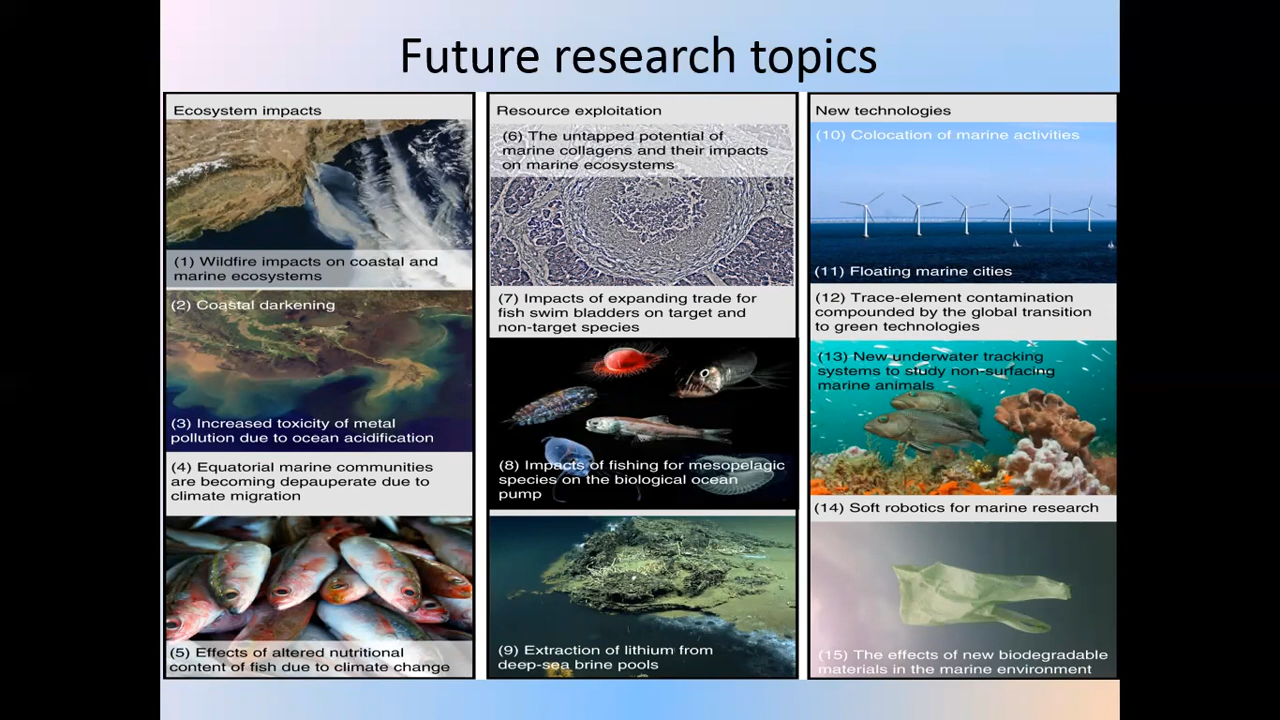 Future research topics
Ecosystem impacts
(1) Wildfire impacts on coastal and
marine ecosystems
(2) Coastal darkening
(3) Increased toxicity of metal
pollution due to ocean acidification
(4) Equatorial marine communities
are becoming depauperate due to
climate migration
(5) Effects of altered nutritional
content of fish due to climate change
Resource exploitation
(6) The untapped potential of
marine collagens and their impacts
on marine ecosystems
(7) Impacts of expanding trade for
fish swim bladders on target and
non-target species
(8) Impacts of fishing for mesopelagic
species on the biological ocean
pump
(9) Extraction of lithium from
deep-sea brine pools
New technologies
(10) Colocation of marine activities
(11) Floating marine cities
(12) Trace-element contamination
compounded by the global transition
to green technologies
(13) New underwater tracking
systems to study non-surfacing
marine animals
(14) Soft robotics for marine research
(15) The effects of new biodegradable
materials in the marine environment